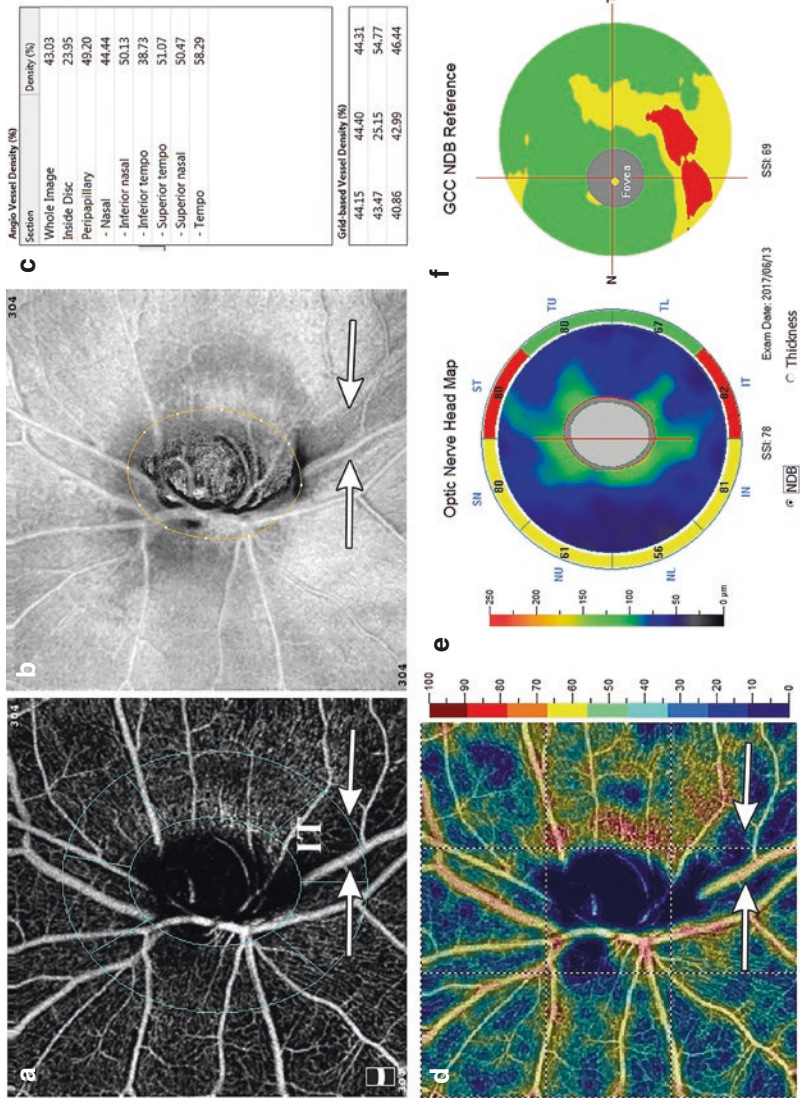 a
304
304
IT
b
304
304
c
Angio Vessel Density (%)
Section Density (%)
Whole Image 43.03
Inside Disc 23.95
Peripapillary 49.20
- Nasal 44.44
- Inferior nasal 50.13
- Inferior tempo 38.73
- Superior tempo 51.07
- Superior nasal 50.47
- Tempo 58.29
Grid-based Vessel Density (%)
44.15 44.40 44.31
43.47 25.15 54.77
40.86 42.99 46.44
d
100
90
80
70
60
50
40
30
20
10
0
e
Optic Nerve Head Map
250
200
150
100
50
0 µm
SN
ST
TU
TL
IT
IN
NL
NU
80
80
80
67
82
81
56
61
SSI: 78
Exam Date: 2017/06/13
NDB
Thickness
f
GCC NDB Reference
N
Fovea
SSI: 69